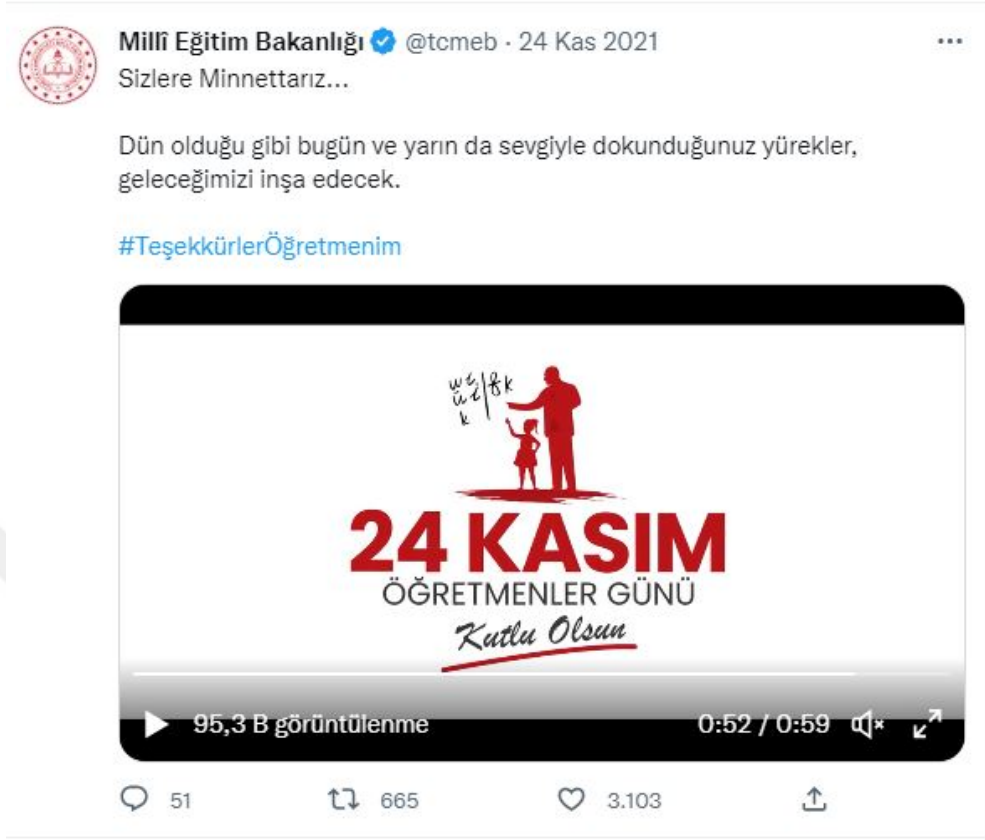 Millî Eğitim Bakanlığı @tcmeb · 24 Kas 2021
Sizlere Minnettarız...
Dün olduğu gibi bugün ve yarın da sevgiyle dokunduğunuz yürekler,
geleceğimizi inşa edecek.
#TeşekkürlerÖğretmenim
24 KASIM
ÖĞRETMENLER GÜNÜ
Kutlu Olsun
95,3 B görüntülenme 0:52 / 0:59
51 665 3.103